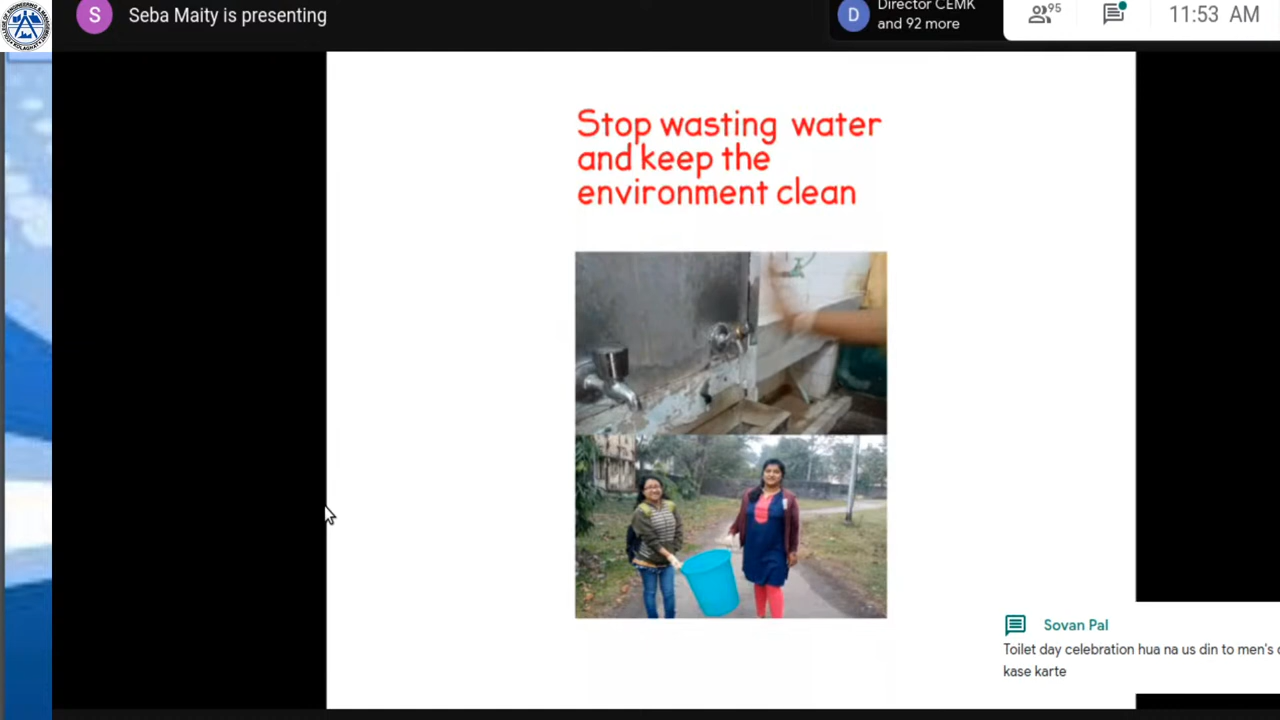 S
Seba Maity is presenting
D
Director CEMK
and 92 more
95
11:53 AM
Stop wasting water
and keep the
environment clean
Sovan Pal
Toilet day celebration hua na us din to men's
kase karte